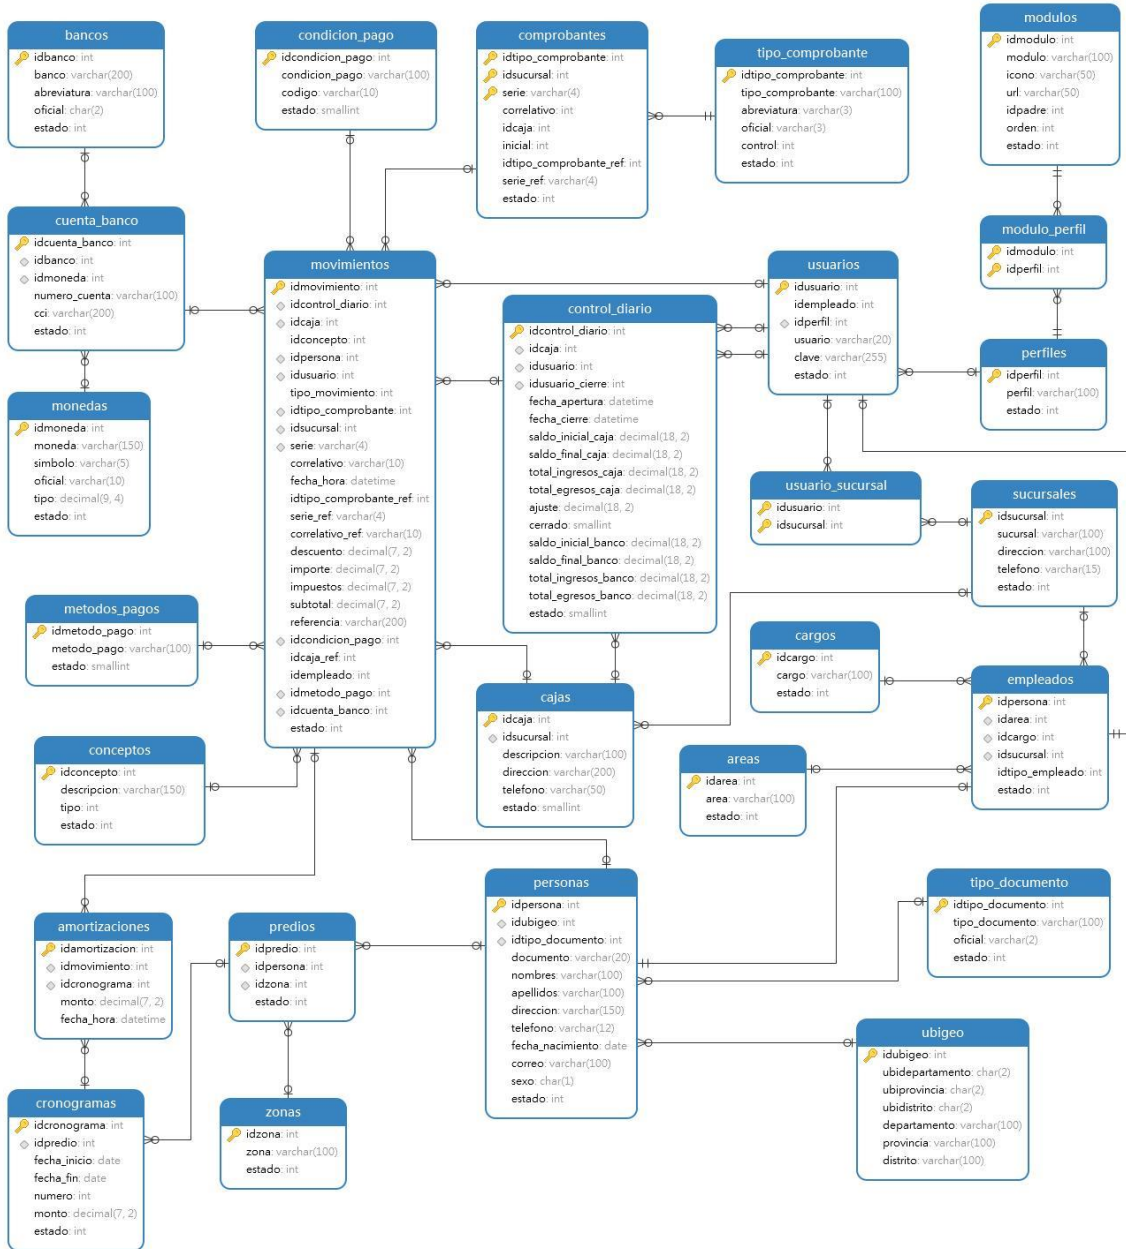 bancos
idbanco: int
banco: varchar(200)
abreviatura: varchar(100)
oficial: char(2)
estado: int
condicion_pago
idcondicion_pago: int
condicion_pago: varchar(100)
codigo: varchar(10)
estado: smallint
comprobantes
idtipo_comprobante: int
idsucursal: int
serie: varchar(4)
correlativo: int
idcaja: int
inicial: int
idtipo_comprobante_ref: int
serie_ref: varchar(4)
estado: int
tipo_comprobante
idtipo_comprobante: int
tipo_comprobante: varchar(100)
abreviatura: varchar(3)
oficial: varchar(3)
control: int
estado: int
modulos
idmodulo: int
modulo: varchar(100)
icono: varchar(50)
url: varchar(50)
idpadre: int
orden: int
estado: int
cuenta_banco
idcuenta_banco: int
idbanco: int
idmoneda: int
numero_cuenta: varchar(100)
cci: varchar(200)
estado: int
movimientos
idmovimiento: int
idcontrol_diario: int
idcaja: int
idconcepto: int
idpersona: int
idusuario: int
tipo_movimiento: int
idtipo_comprobante: int
idsucursal: int
serie: varchar(4)
correlativo: varchar(10)
fecha_hora: datetime
idtipo_comprobante_ref: int
serie_ref: varchar(4)
correlativo_ref: varchar(10)
descuento: decimal(7, 2)
importe: decimal(7, 2)
impuestos: decimal(7, 2)
subtotal: decimal(7, 2)
referencia: varchar(200)
idcondicion_pago: int
idcaja_ref: int
idempleado: int
idmetodo_pago: int
idcuenta_banco: int
estado: int
control_diario
idcontrol_diario: int
idcaja: int
idusuario: int
idusuario_cierre: int
fecha_apertura: datetime
fecha_cierre: datetime
saldo_inicial_caja: decimal(18, 2)
saldo_final_caja: decimal(18, 2)
total_ingresos_caja: decimal(18, 2)
total_egresos_caja: decimal(18, 2)
ajuste: decimal(18, 2)
cerrado: smallint
saldo_inicial_banco: decimal(18, 2)
saldo_final_banco: decimal(18, 2)
total_ingresos_banco: decimal(18, 2)
total_egresos_banco: decimal(18, 2)
estado: smallint
usuarios
idusuario: int
idempleado: int
idperfil: int
usuario: varchar(20)
clave: varchar(255)
estado: int
modulo_perfil
idmodulo: int
idperfil: int
perfiles
idperfil: int
perfil: varchar(100)
estado: int
monedas
idmoneda: int
moneda: varchar(150)
simbolo: varchar(5)
oficial: varchar(10)
tipo: decimal(9, 4)
estado: int
usuario_sucursal
idusuario: int
idsucursal: int
sucursales
idsucursal: int
sucursal: varchar(100)
direccion: varchar(100)
telefono: varchar(15)
estado: int
metodos_pagos
idmetodo_pago: int
metodo_pago: varchar(100)
estado: smallint
cajas
idcaja: int
idsucursal: int
descripcion: varchar(100)
direccion: varchar(200)
telefono: varchar(50)
estado: smallint
cargos
idcargo: int
cargo: varchar(100)
estado: int
empleados
idpersona: int
idarea: int
idcargo: int
idsucursal: int
idtipo_empleado: int
estado: int
conceptos
idconcepto: int
descripcion: varchar(150)
tipo: int
estado: int
areas
idarea: int
area: varchar(100)
estado: int
amortizaciones
idamortizacion: int
idmovimiento: int
idcronograma: int
monto: decimal(7, 2)
fecha_hora: datetime
predios
idpredio: int
idpersona: int
idzona: int
estado: int
personas
idpersona: int
idubigeo: int
idtipo_documento: int
documento: varchar(20)
nombres: varchar(100)
apellidos: varchar(100)
direccion: varchar(150)
telefono: varchar(12)
fecha_nacimiento: date
correo: varchar(100)
sexo: char(1)
estado: int
tipo_documento
idtipo_documento: int
tipo_documento: varchar(100)
oficial: varchar(2)
estado: int
cronogramas
idcronograma: int
idpredio: int
fecha_inicio: date
fecha_fin: date
numero: int
monto: decimal(7, 2)
estado: int
zonas
idzona: int
zona: varchar(100)
estado: int
ubigeo
idubigeo: int
ubidepartamento: char(2)
ubiprovincia: char(2)
ubidistrito: char(2)
departamento: varchar(100)
provincia: varchar(100)
distrito: varchar(100)